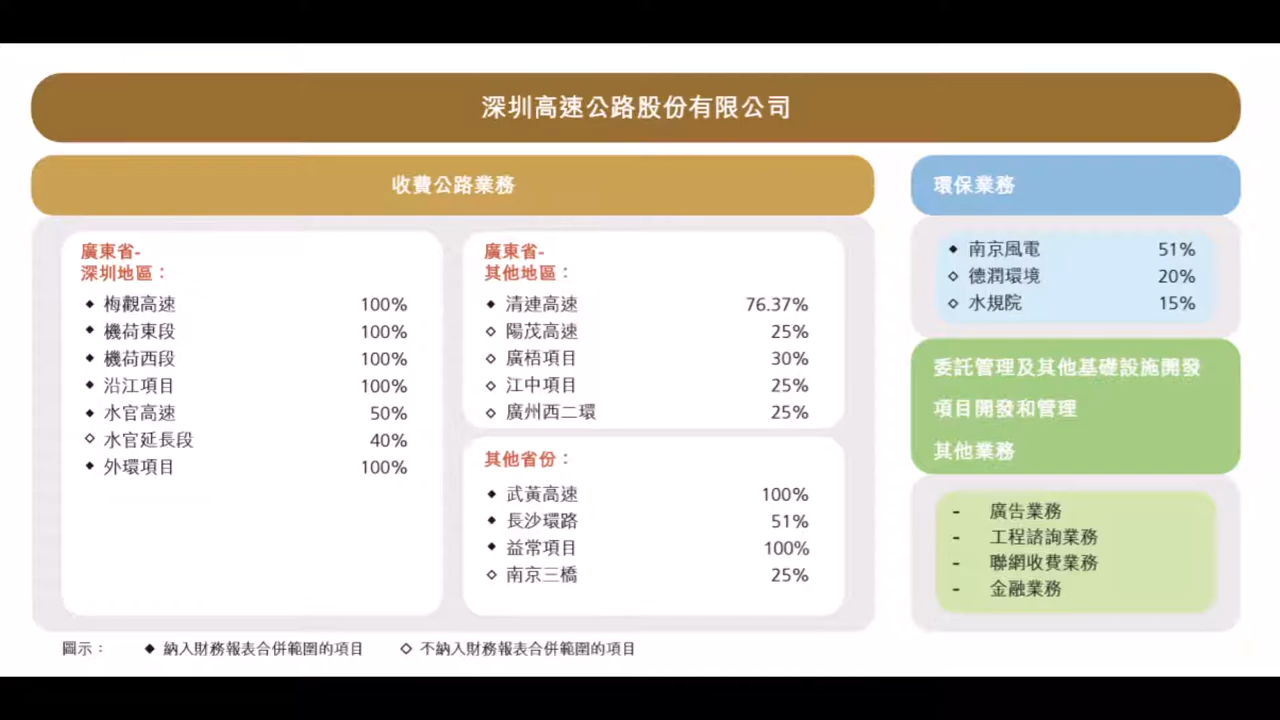 深圳高速公路股份有限公司
收費公路業務
廣東省-
深圳地區：
◆ 梅觀高速 100%
◆ 機荷東段 100%
◆ 機荷西段 100%
◆ 沿江項目 100%
◆ 水官高速 50%
◇ 水官延長段 40%
◆ 外環項目 100%
廣東省-
其他地區：
◆ 清連高速 76.37%
◇ 陽茂高速 25%
◇ 廣梧項目 30%
◇ 江中項目 25%
◇ 廣州西二環 25%
其他省份：
◆ 武黃高速 100%
◆ 長沙環路 51%
◆ 益常項目 100%
◇ 南京三橋 25%
環保業務
◆ 南京風電 51%
◇ 德潤環境 20%
◇ 水規院 15%
委託管理及其他基礎設施開發
項目開發和管理
其他業務
- 廣告業務
- 工程諮詢業務
- 聯網收費業務
- 金融業務
圖示： ◆ 納入財務報表合併範圍的項目 ◇ 不納入財務報表合併範圍的項目